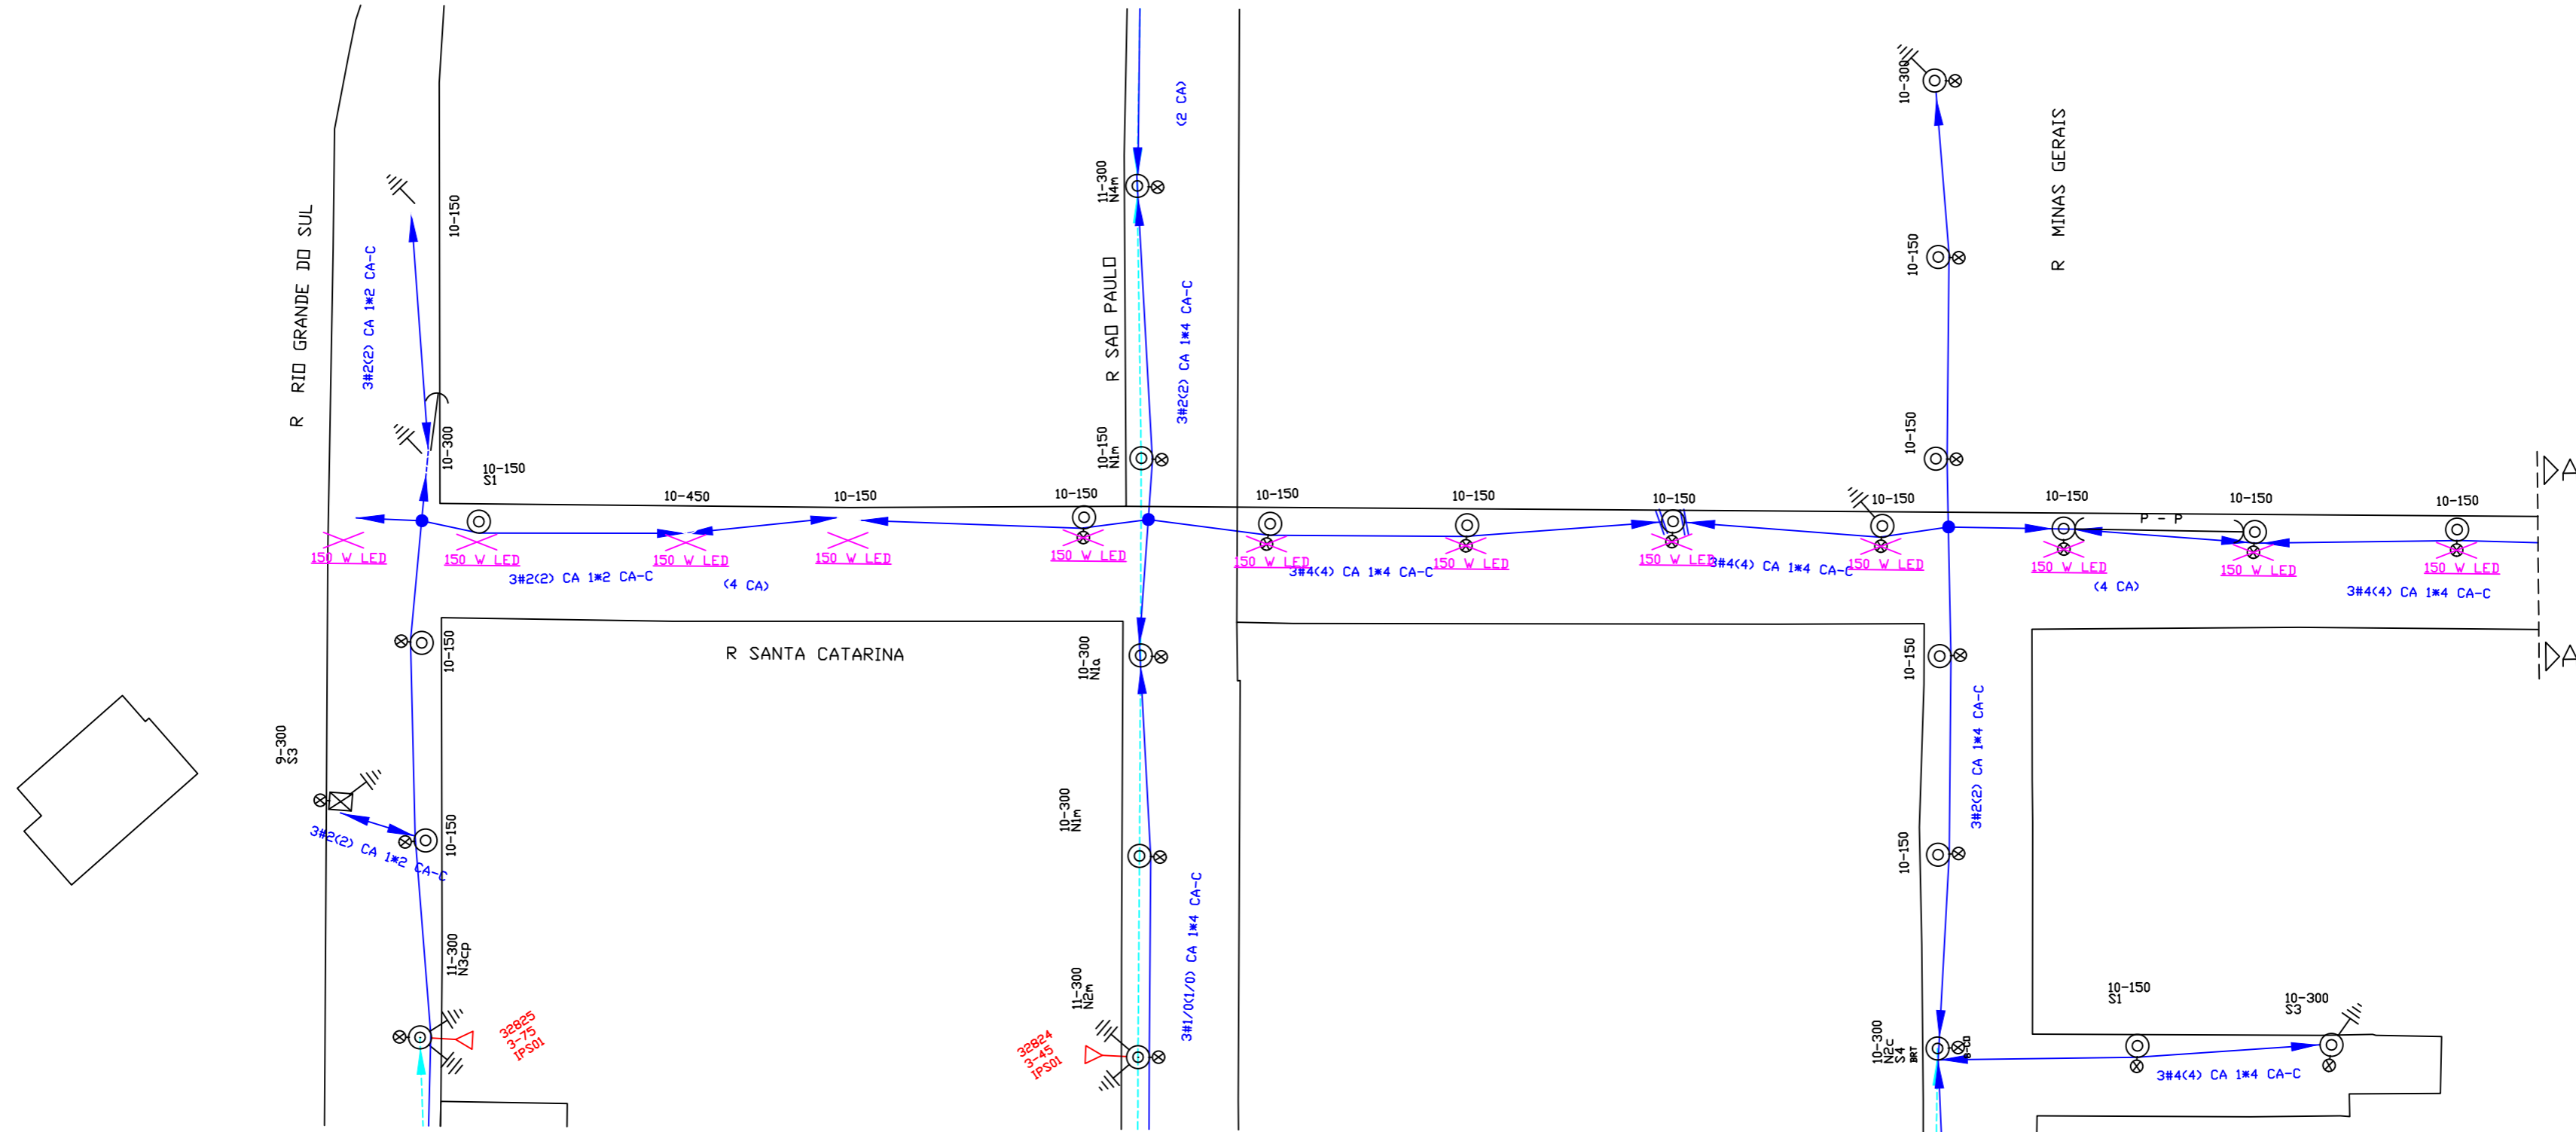 R RIO GRANDE DO SUL
3#2(2) CA 1*2 CA-C
10-150
10-300
10-150
S1
10-450
10-150
R SAO PAULO
(2 CA)
11-300
N4m
3#2(2) CA 1*4 CA-C
10-150
N1m
10-150
10-150
10-150
10-150
10-150
10-300
10-150
10-150
R MINAS GERAIS
10-150
10-150
10-150
P - P
150 W LED
150 W LED
150 W LED
150 W LED
150 W LED
150 W LED
150 W LED
150 W LED
150 W LED
150 W LED
150 W LED
150 W LED
3#2(2) CA 1*2 CA-C
(4 CA)
3#4(4) CA 1*4 CA-C
3#4(4) CA 1*4 CA-C
(4 CA)
3#4(4) CA 1*4 CA-C
R SANTA CATARINA
10-150
10-300
N1a
10-150
9-300
S3
3#2(2) CA 1*2 CA-C
10-150
10-300
N1m
3#2(2) CA 1*4 CA-C
10-150
11-300
N3cp
32825
3-75
IPS01
11-300
N2m
32824
3-45
IPS01
3#1/0(1/0) CA 1*4 CA-C
10-300
N2c
S4
BRT
10-150
S1
10-300
S3
3#4(4) CA 1*4 CA-C